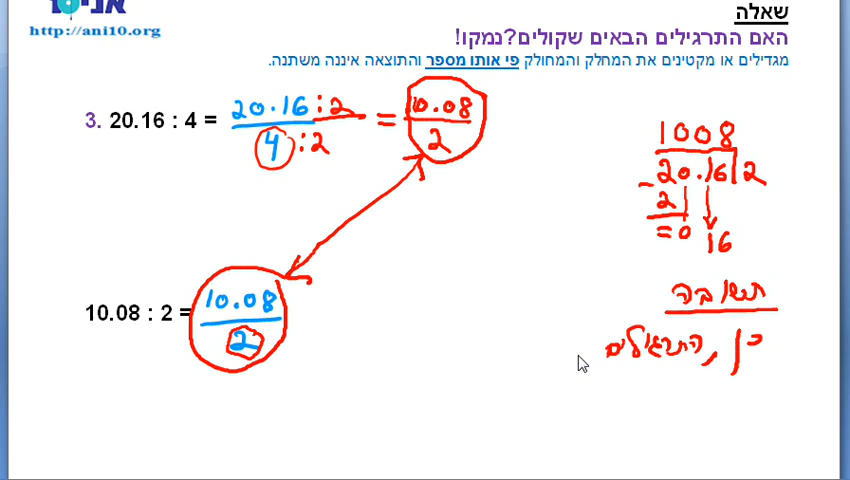 אני10
http://ani10.org
שאלה
האם התרגילים הבאים שקולים?נמקו!
מגדילים או מקטינים את המחלק והמחולק פי אותו מספר והתוצאה איננה משתנה.
3. 20.16 : 4 = 20.16:2 / 4:2 = 10.08 / 2
10.08 : 2 = 10.08 / 2
1008
20.16 2
- 2
= 0 16
תשובה
כן, התרגילים